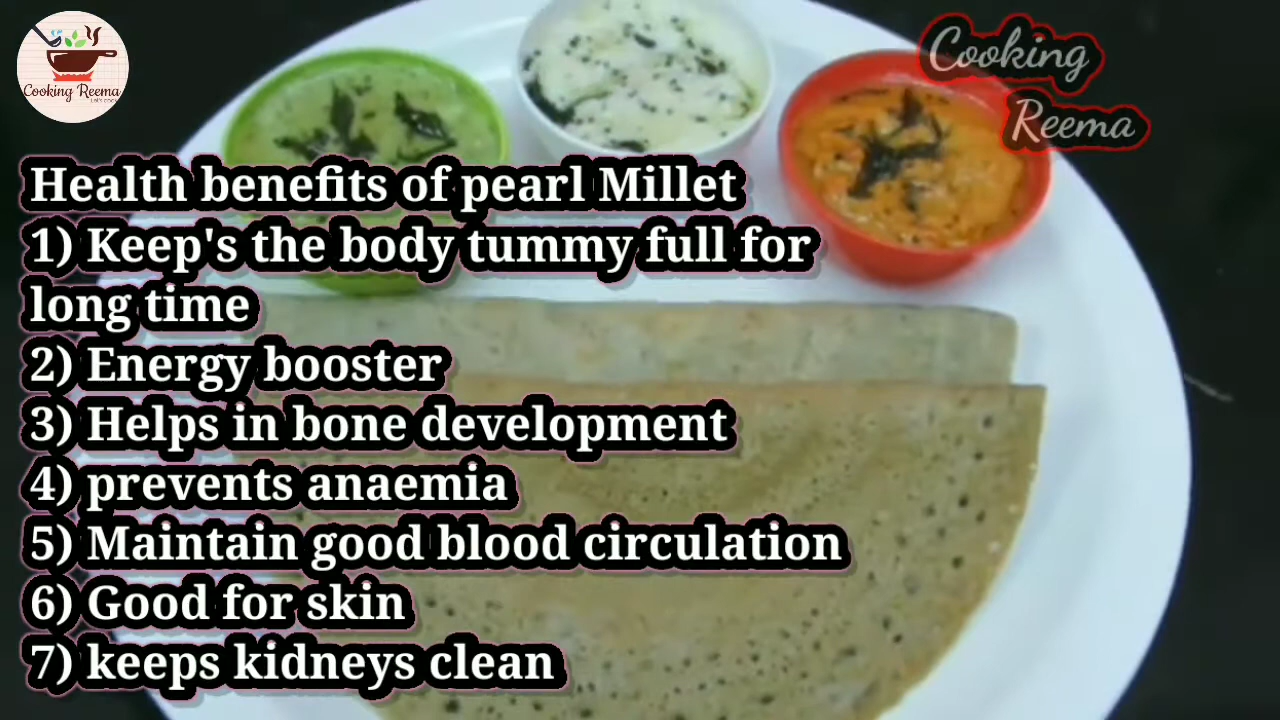 Cooking Reema
Let's cook
Cooking
Reema
Health benefits of pearl Millet
1) Keep's the body tummy full for
long time
2) Energy booster
3) Helps in bone development
4) prevents anaemia
5) Maintain good blood circulation
6) Good for skin
7) keeps kidneys clean